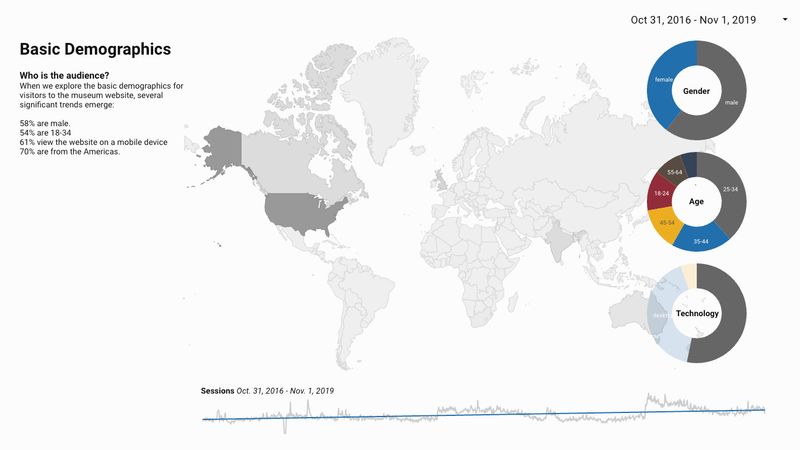 Oct 31, 2016 - Nov 1, 2019
Basic Demographics
Who is the audience?
When we explore the basic demographics for
visitors to the museum website, several
significant trends emerge:
58% are male.
54% are 18-34
61% view the website on a mobile device
70% are from the Americas.
female
Gender
male
55-64
25-34
18-24
Age
45-54
35-44
Technology
Sessions Oct. 31, 2016 - Nov. 1, 2019